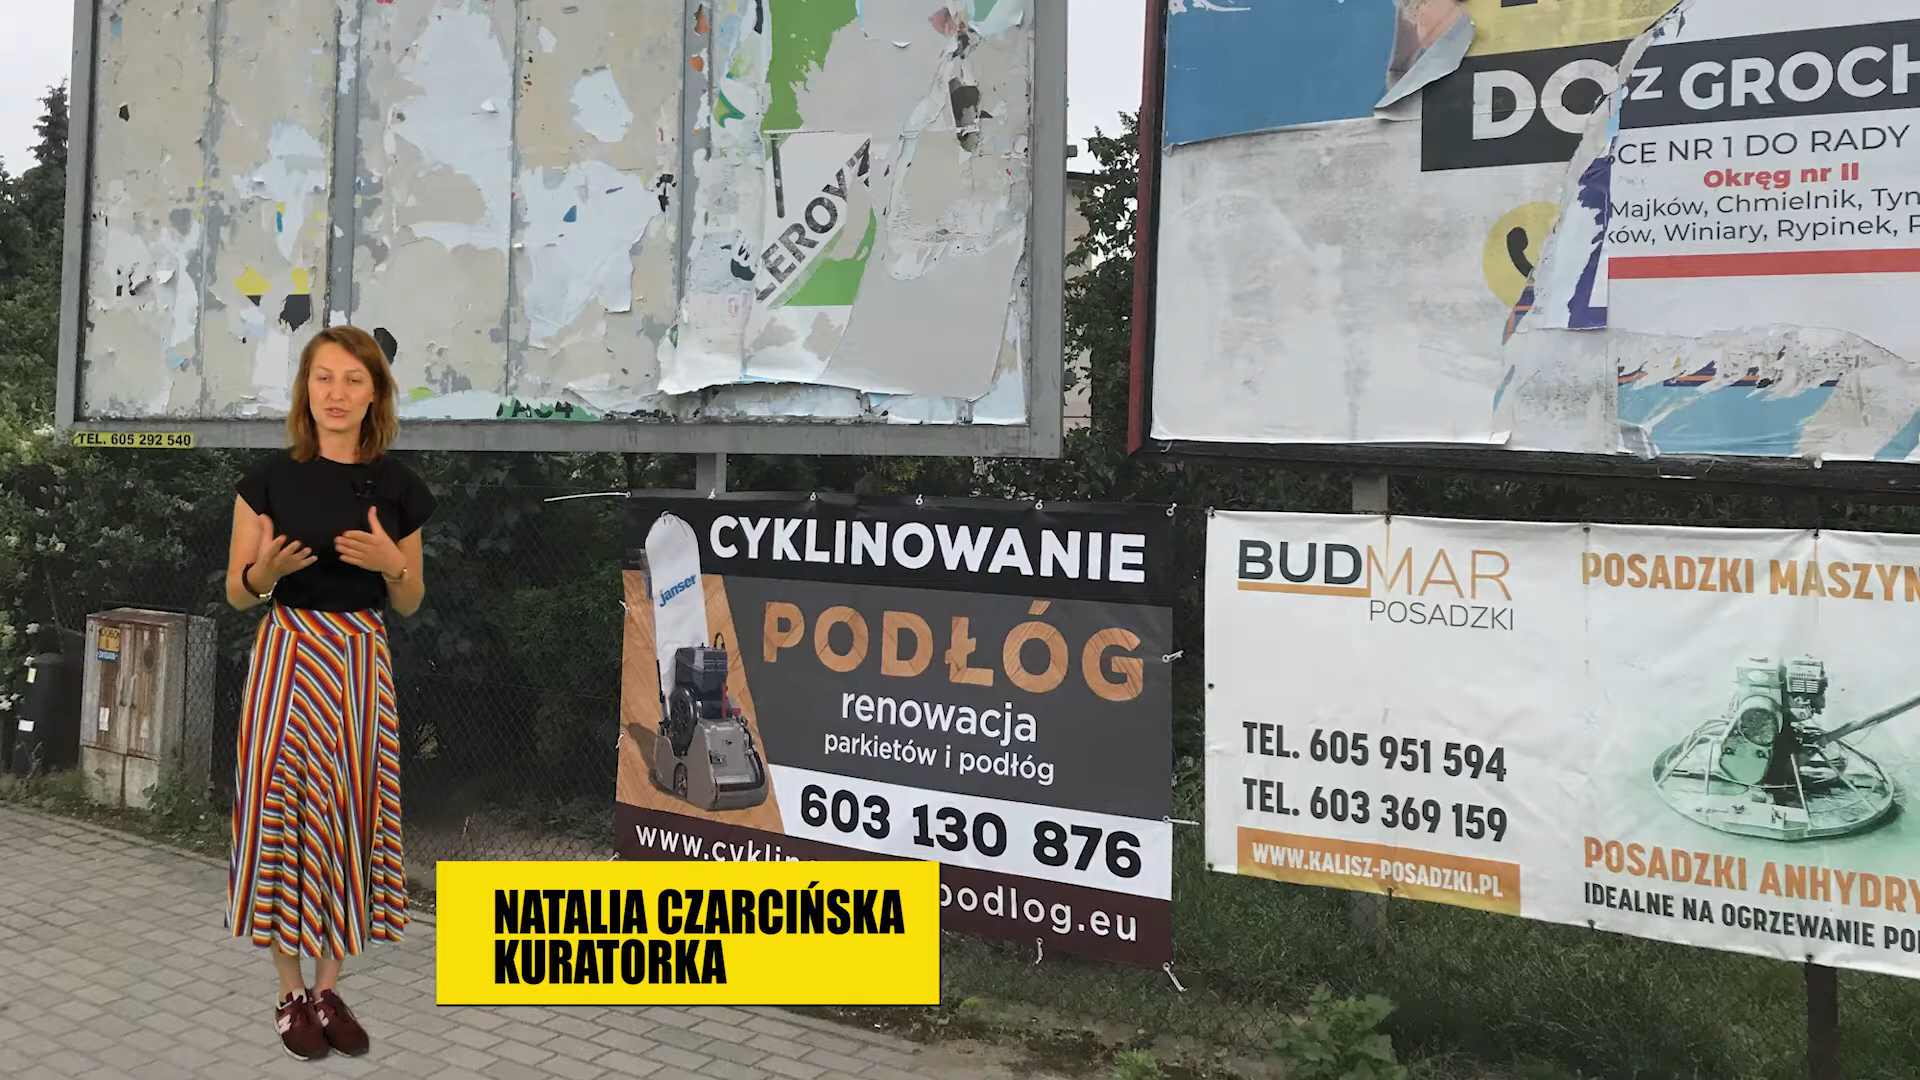 TEL. 605 292 540
LEROY
DO SZ GROCH
SCE NR 1 DO RADY
Okręg nr II
Majków, Chmielnik, Tyn
ków, Winiary, Rypinek, P
CYKLINOWANIE
janser
PODŁÓG
renowacja
parkietów i podłóg
603 130 876
www.cyklin
podlog.eu
BUDMAR
POSADZKI
TEL. 605 951 594
TEL. 603 369 159
WWW.KALISZ-POSADZKI.PL
POSADZKI MASZYN
POSADZKI ANHYDRY
IDEALNE NA OGRZEWANIE POD
NATALIA CZARCIŃSKA
KURATORKA